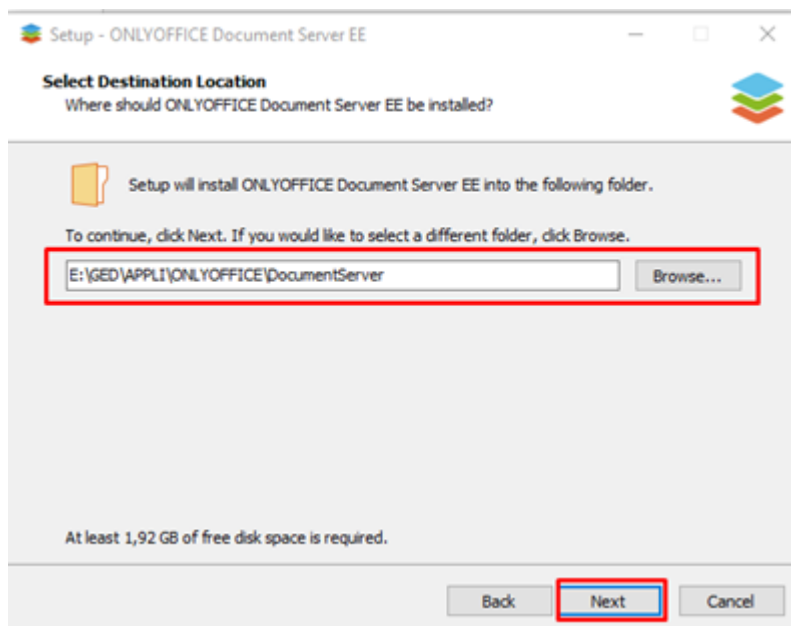 Setup - ONLYOFFICE Document Server EE
Select Destination Location
Where should ONLYOFFICE Document Server EE be installed?
Setup will install ONLYOFFICE Document Server EE into the following folder.
To continue, click Next. If you would like to select a different folder, click Browse.
E:\GED\APPLI\ONLYOFFICE\DocumentServer
Browse...
At least 1,92 GB of free disk space is required.
Back Next Cancel